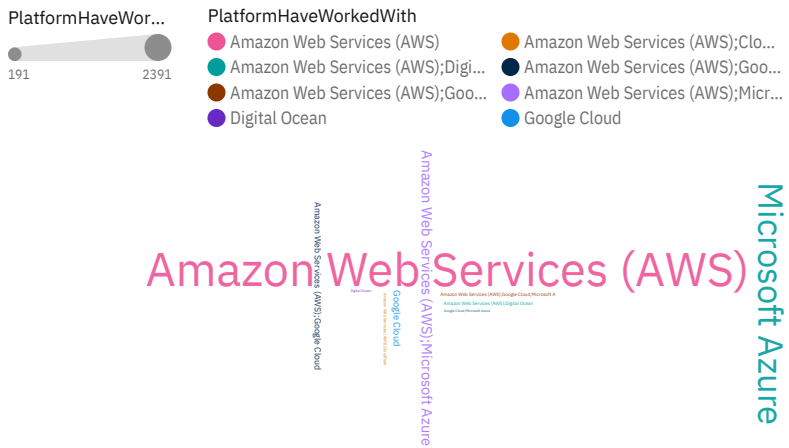 PlatformHaveWor...
191
2391
PlatformHaveWorkedWith
Amazon Web Services (AWS)
Amazon Web Services (AWS);Clo...
Amazon Web Services (AWS);Digi...
Amazon Web Services (AWS);Goo...
Amazon Web Services (AWS);Goo...
Amazon Web Services (AWS);Micr...
Digital Ocean
Google Cloud
Amazon Web Services (AWS);Google Cloud
Amazon Web Services (AWS);Microsoft Azure
Microsoft Azure
Amazon Web Services (AWS)
Digital Ocean
Google Cloud
Amazon Web Services (AWS);Google Cloud;Microsoft A
Amazon Web Services (AWS);Digital Ocean
Google Cloud;Microsoft Azure